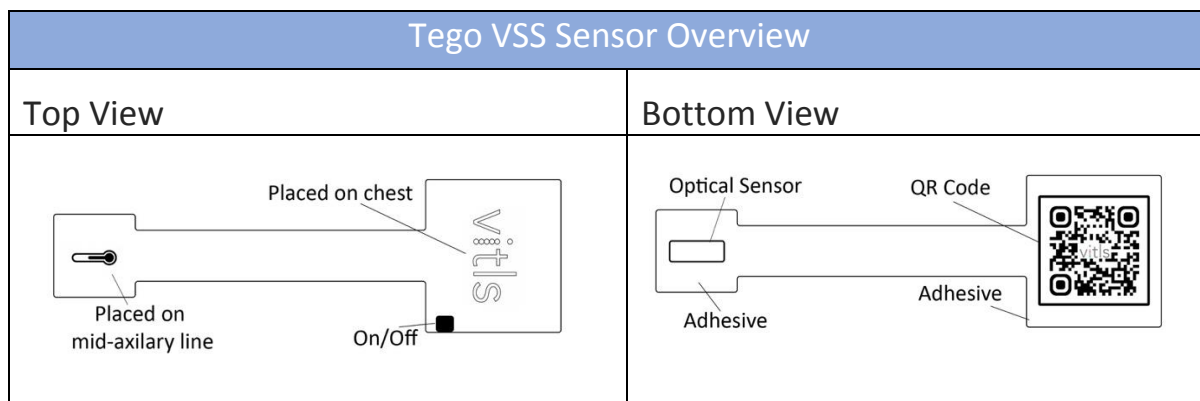 Tego VSS Sensor Overview
Top View
Bottom View
Placed on chest
vitls
Placed on
mid-axilary line
On/Off
Optical Sensor
QR Code
vitls
Adhesive
Adhesive